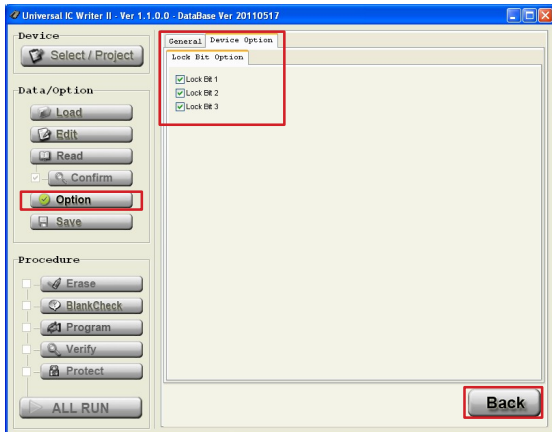 Universal IC Writer II - Ver 1.1.0.0 - DataBase Ver 20110517
Device
Select / Project
Data/Option
Load
Edit
Read
Confirm
Option
Save
Procedure
Erase
BlankCheck
Program
Verify
Protect
ALL RUN
General Device Option
Lock Bit Option
Lock Bit 1
Lock Bit 2
Lock Bit 3
Back